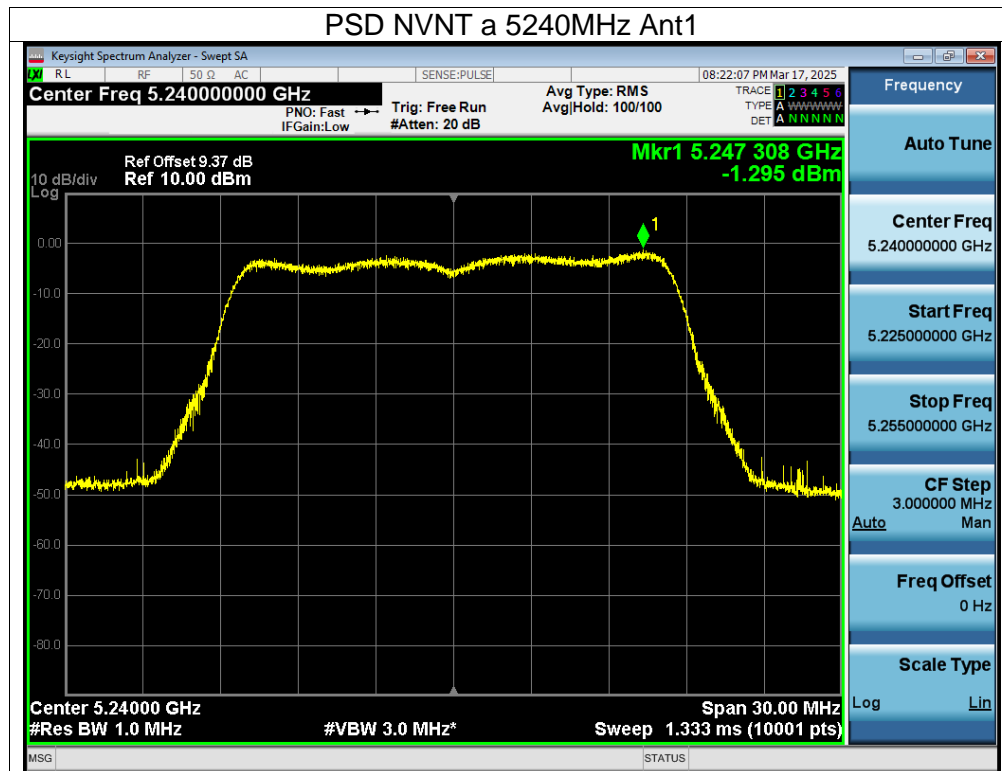 PSD NVNT a 5240MHz Ant1
Keysight Spectrum Analyzer - Swept SA
LXI RL RF 50 Ω AC SENSE:PULSE 08:22:07 PM Mar 17, 2025
Center Freq 5.240000000 GHz
PNO: Fast
IFGain:Low
Trig: Free Run
#Atten: 20 dB
Avg Type: RMS
Avg|Hold: 100/100
TRACE 1 2 3 4 5 6
TYPE A WWWWW
DET A N N N N N
Ref Offset 9.37 dB
Ref 10.00 dBm
10 dB/div
Log
Mkr1 5.247 308 GHz
-1.295 dBm
1
0.00
-10.0
-20.0
-30.0
-40.0
-50.0
-60.0
-70.0
-80.0
Center 5.24000 GHz
Span 30.00 MHz
#Res BW 1.0 MHz
#VBW 3.0 MHz*
Sweep 1.333 ms (10001 pts)
MSG
STATUS
Frequency
Auto Tune
Center Freq
5.240000000 GHz
Start Freq
5.225000000 GHz
Stop Freq
5.255000000 GHz
CF Step
3.000000 MHz
Auto Man
Freq Offset
0 Hz
Scale Type
Log Lin